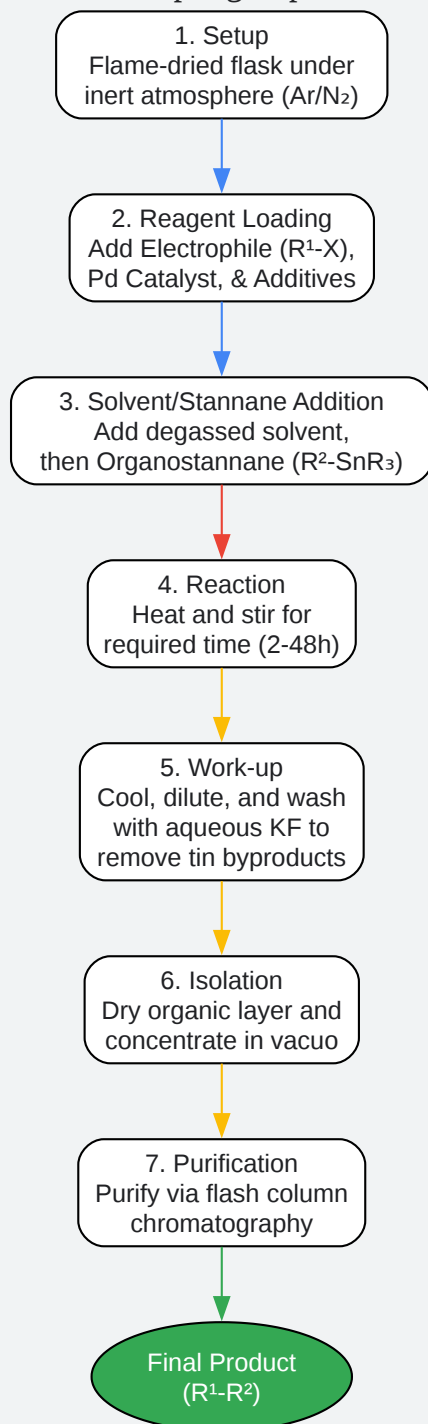 1. Setup
Flame-dried flask under
inert atmosphere (Ar/N₂)
2. Reagent Loading
Add Electrophile (R¹-X),
Pd Catalyst, & Additives
3. Solvent/Stannane Addition
Add degassed solvent,
then Organostannane (R²-SnR₃)
4. Reaction
Heat and stir for
required time (2-48h)
5. Work-up
Cool, dilute, and wash
with aqueous KF to
remove tin byproducts
6. Isolation
Dry organic layer and
concentrate in vacuo
7. Purification
Purify via flash column
chromatography
Final Product
(R¹-R²)